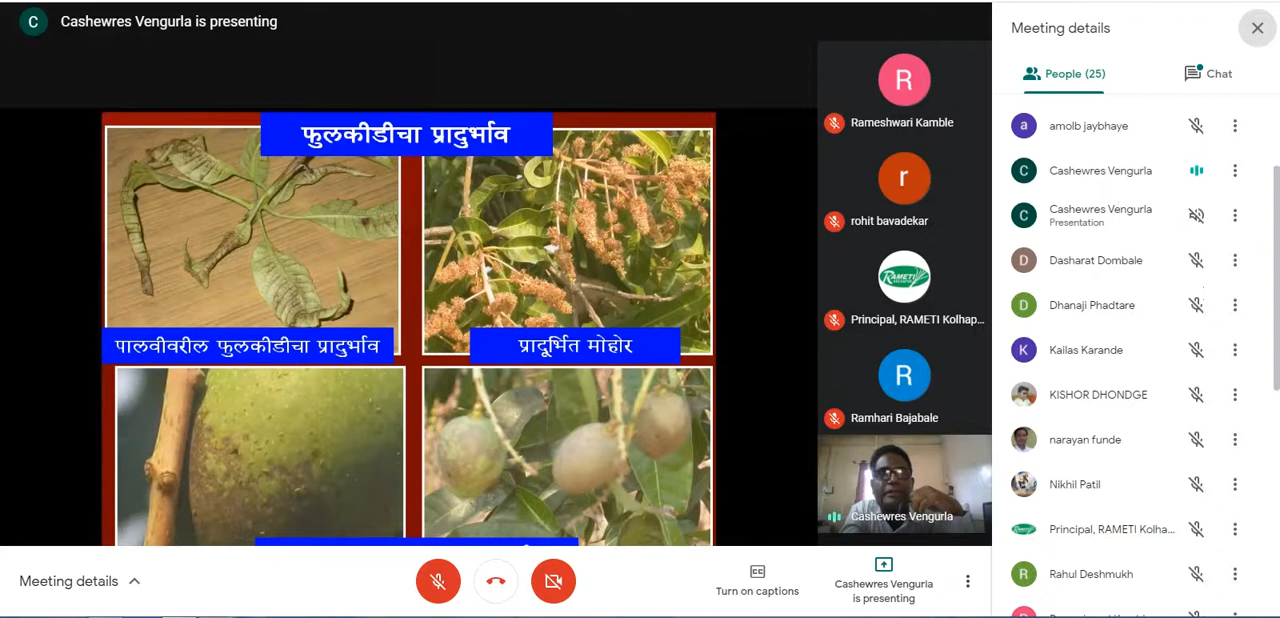 C
Cashewres Vengurla is presenting
फुलकीडीचा प्रादुर्भाव
पालवीवरील फुलकीडीचा प्रादुर्भाव
प्रादूर्भित मोहोर
R
Rameshwari Kamble
r
rohit bavadekar
RAMETI
Principal, RAMETI Kolhap...
R
Ramhari Bajabale
Cashewres Vengurla
Meeting details
People (25)
Chat
a
amolb jaybhaye
C
Cashewres Vengurla
C
Cashewres Vengurla
Presentation
D
Dasharat Dombale
D
Dhanaji Phadtare
K
Kailas Karande
KISHOR DHONDGE
narayan funde
Nikhil Patil
Principal, RAMETI Kolha...
R
Rahul Deshmukh
Meeting details
CC
Turn on captions
Cashewres Vengurla
is presenting